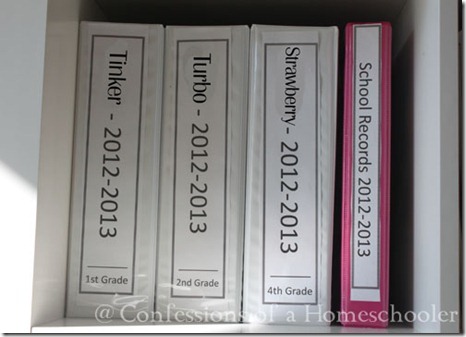 Tinker - 2012-2013
1st Grade
Turbo - 2012-2013
2nd Grade
Strawberry- 2012-2013
4th Grade
School Records 2012-2013
@ Confessions of a Homeschooler